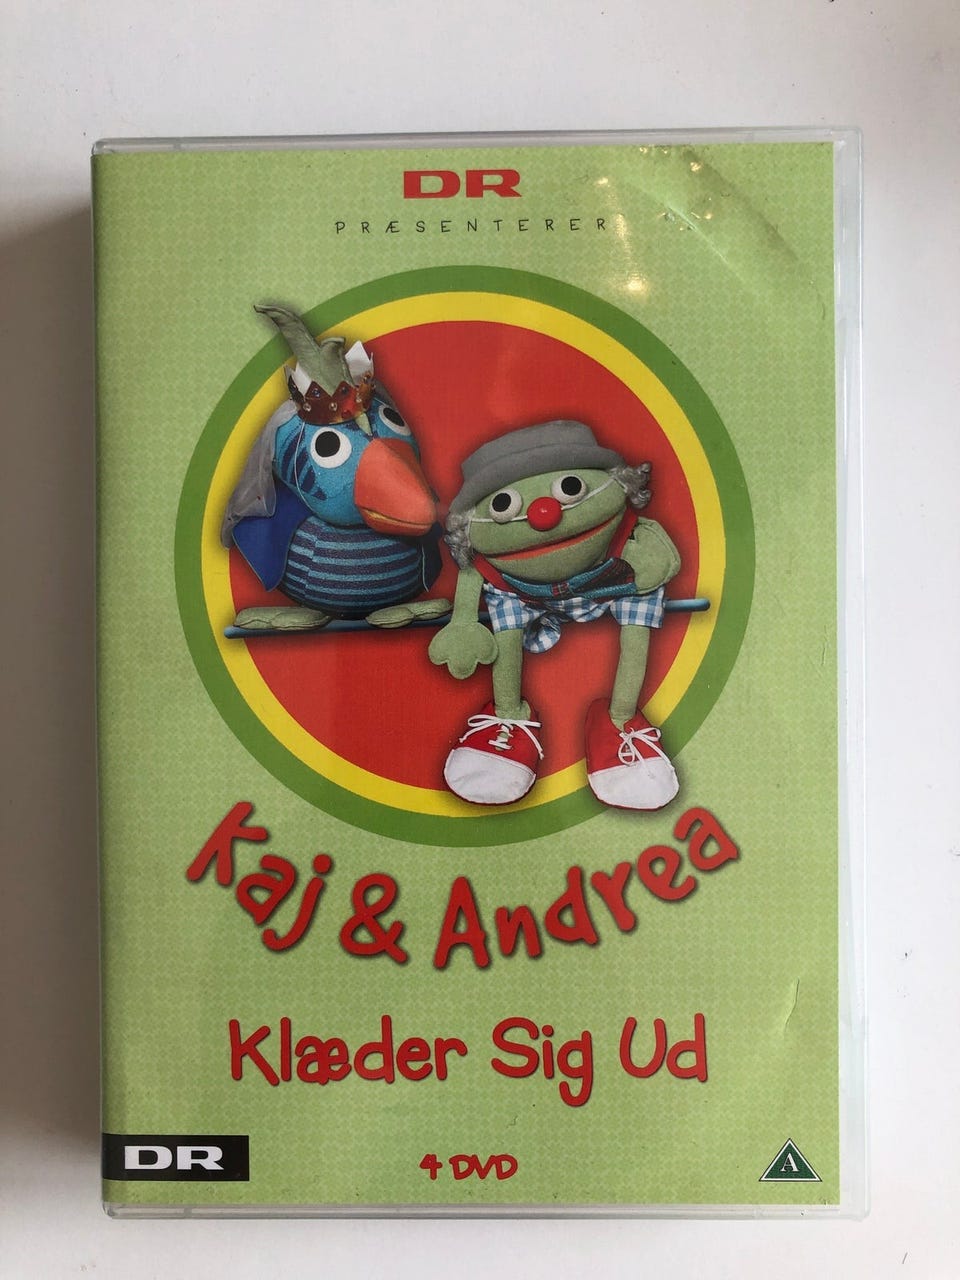 DR
PRÆSENTERER
Kaj & Andrea
Klæder Sig Ud
DR
4 DVD
A